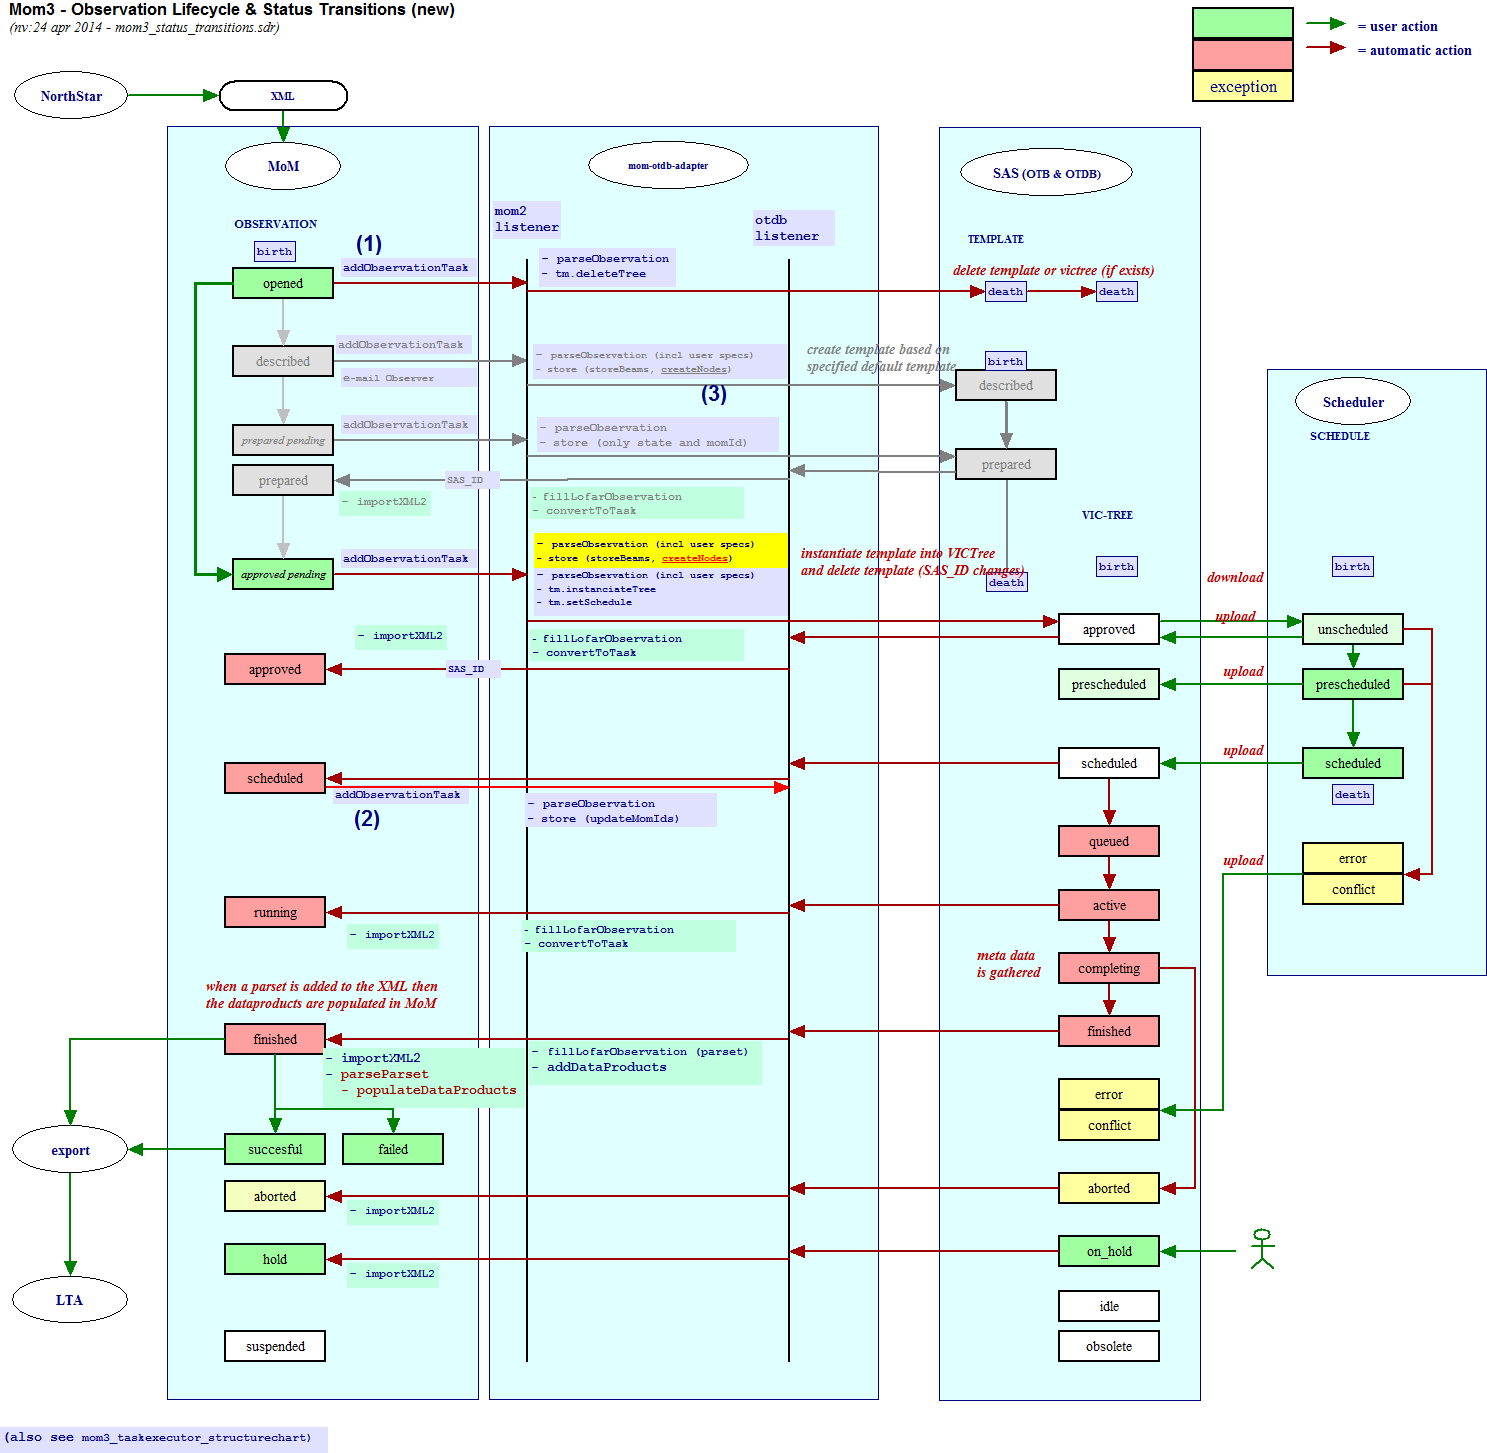 Mom3 - Observation Lifecycle & Status Transitions (new)
(nv:24 apr 2014 - mom3_status_transitions.sdr)
= user action
= automatic action
exception
NorthStar
XML
MoM
mom-otdb-adapter
SAS (OTB & OTDB)
OBSERVATION
birth
(1)
addObservationTask
opened
mom2
listener
otdb
listener
- parseObservation
- tm.deleteTree
TEMPLATE
delete template or victree (if exists)
death
death
described
addObservationTask
e-mail Observer
- parseObservation (incl user specs)
- store (storeBeams, createNodes)
(3)
create template based on
specified default template
birth
described
Scheduler
SCHEDULE
prepared pending
addObservationTask
- parseObservation
- store (only state and momId)
prepared
prepared
SAS_ID
- importXML2
- fillLofarObservation
- convertToTask
VIC-TREE
approved pending
addObservationTask
- parseObservation (incl user specs)
- store (storeBeams, createNodes)
- parseObservation (incl user specs)
- tm.instanciateTree
- tm.setSchedule
instantiate template into VICTree
and delete template (SAS_ID changes)
death
birth
download
birth
upload
approved
unscheduled
- importXML2
- fillLofarObservation
- convertToTask
approved
SAS_ID
prescheduled
upload
prescheduled
scheduled
addObservationTask
(2)
- parseObservation
- store (updateMomIds)
scheduled
upload
scheduled
death
queued
upload
error
conflict
running
- importXML2
- fillLofarObservation
- convertToTask
active
meta data
is gathered
completing
when a parset is added to the XML then
the dataproducts are populated in MoM
finished
- importXML2
- parseParset
- populateDataProducts
- fillLofarObservation (parset)
- addDataProducts
finished
error
conflict
export
succesful
failed
aborted
- importXML2
aborted
hold
- importXML2
on_hold
LTA
idle
suspended
obsolete
(also see mom3_taskexecutor_structurechart)